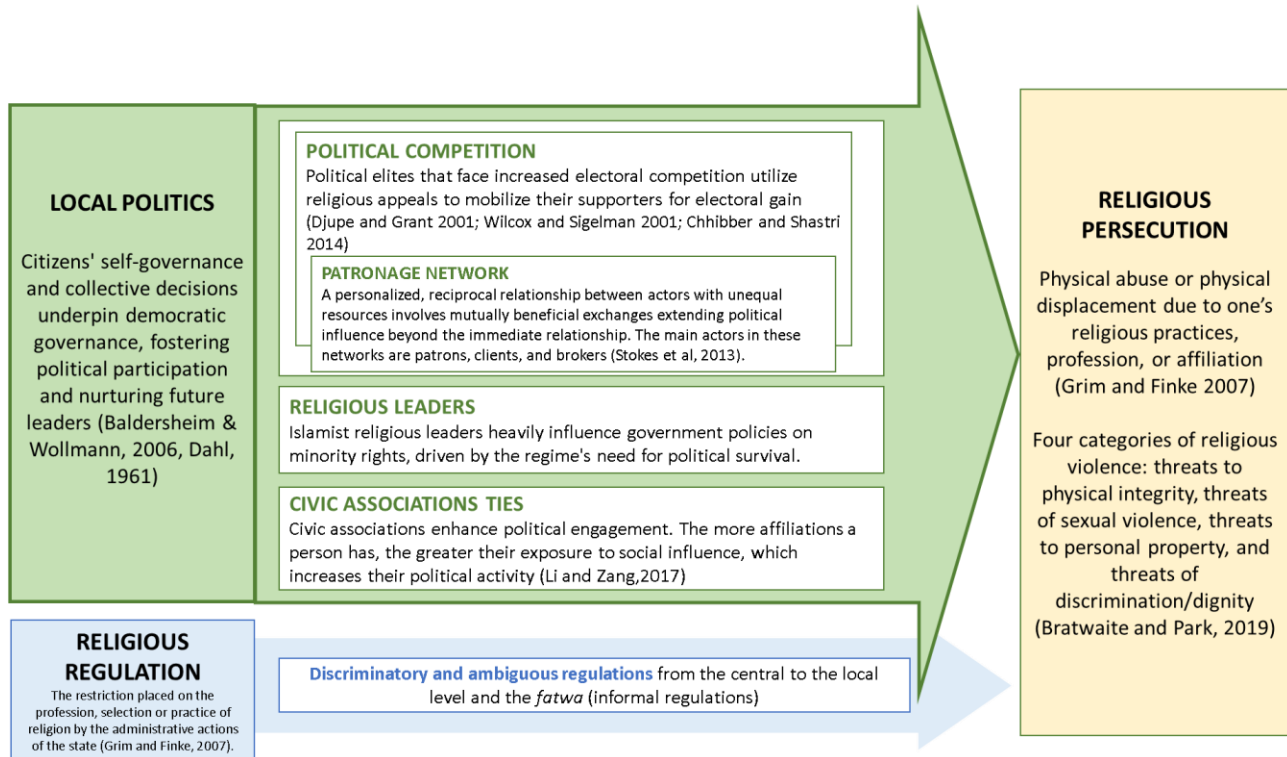 LOCAL POLITICS
Citizens' self-governance
and collective decisions
underpin democratic
governance, fostering
political participation
and nurturing future
leaders (Baldersheim &
Wollmann, 2006, Dahl,
1961)
POLITICAL COMPETITION
Political elites that face increased electoral competition utilize
religious appeals to mobilize their supporters for electoral gain
(Djupe and Grant 2001; Wilcox and Sigelman 2001; Chhibber and Shastri
2014)
PATRONAGE NETWORK
A personalized, reciprocal relationship between actors with unequal
resources involves mutually beneficial exchanges extending political
influence beyond the immediate relationship. The main actors in these
networks are patrons, clients, and brokers (Stokes et al, 2013).
RELIGIOUS LEADERS
Islamist religious leaders heavily influence government policies on
minority rights, driven by the regime's need for political survival.
CIVIC ASSOCIATIONS TIES
Civic associations enhance political engagement. The more affiliations a
person has, the greater their exposure to social influence, which
increases their political activity (Li and Zang,2017)
RELIGIOUS
REGULATION
The restriction placed on the
profession, selection or practice of
religion by the administrative actions
of the state (Grim and Finke, 2007).
Discriminatory and ambiguous regulations from the central to the local
level and the fatwa (informal regulations)
RELIGIOUS
PERSECUTION
Physical abuse or physical
displacement due to one's
religious practices,
profession, or affiliation
(Grim and Finke 2007)
Four categories of religious
violence: threats to
physical integrity, threats
of sexual violence, threats
to personal property, and
threats of
discrimination/dignity
(Bratwaite and Park, 2019)